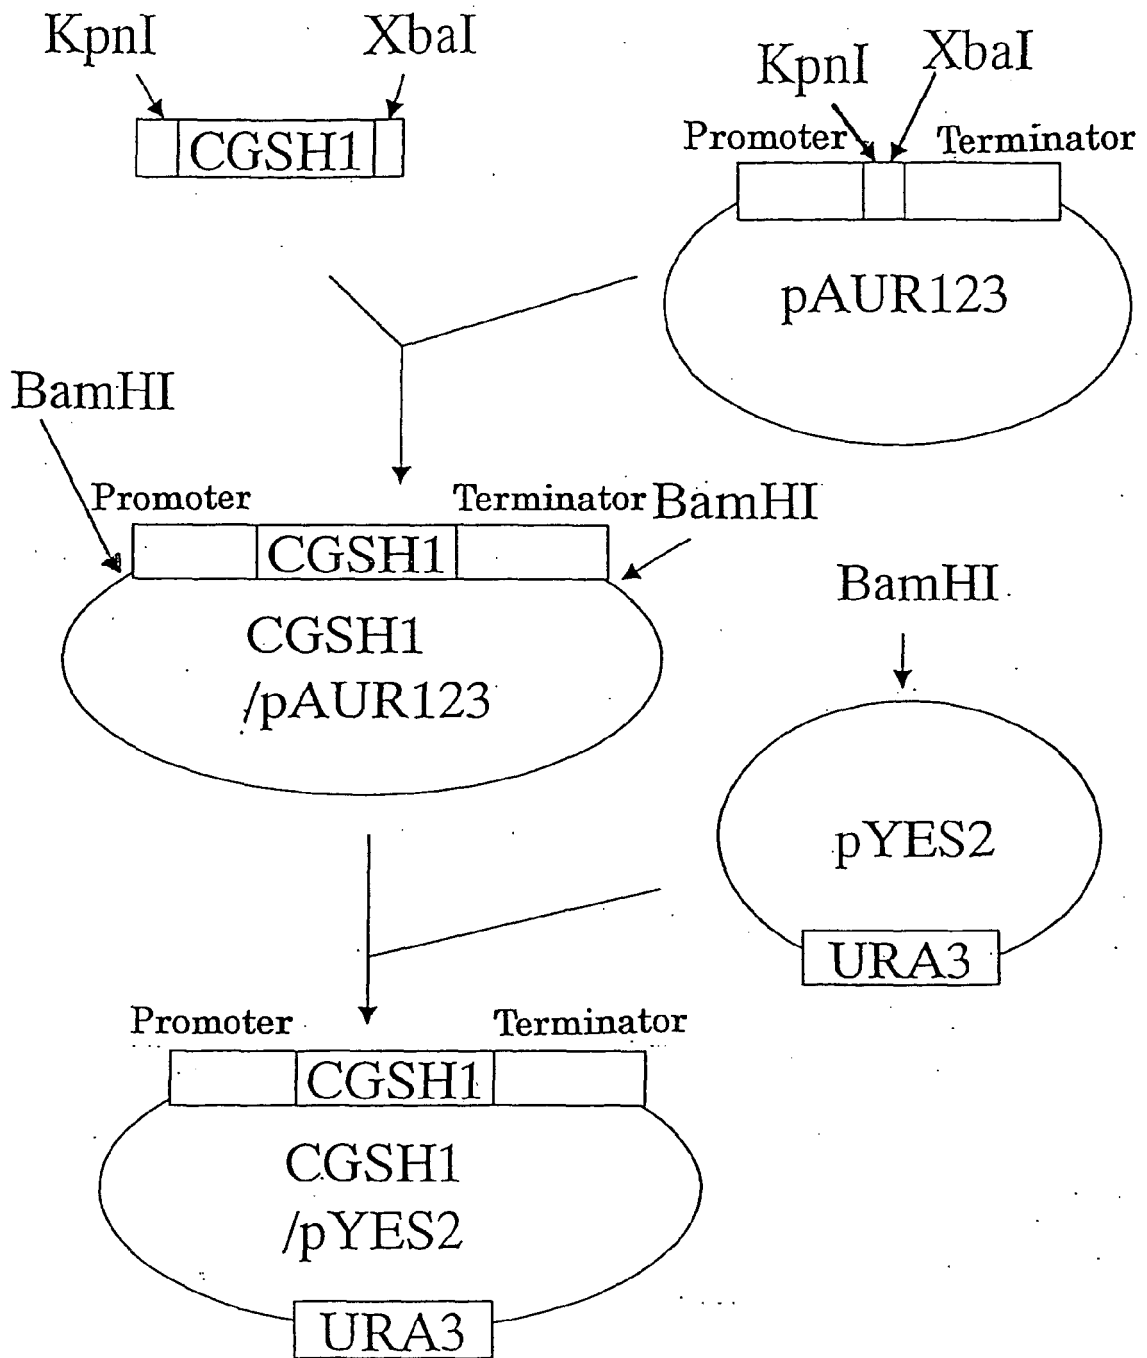 KpnI
XbaI
CGSH1
KpnI
XbaI
Promoter
Terminator
pAUR123
BamHI
Promoter
Terminator
BamHI
CGSH1
CGSH1
/pAUR123
BamHI
pYES2
URA3
Promoter
Terminator
CGSH1
CGSH1
/pYES2
URA3